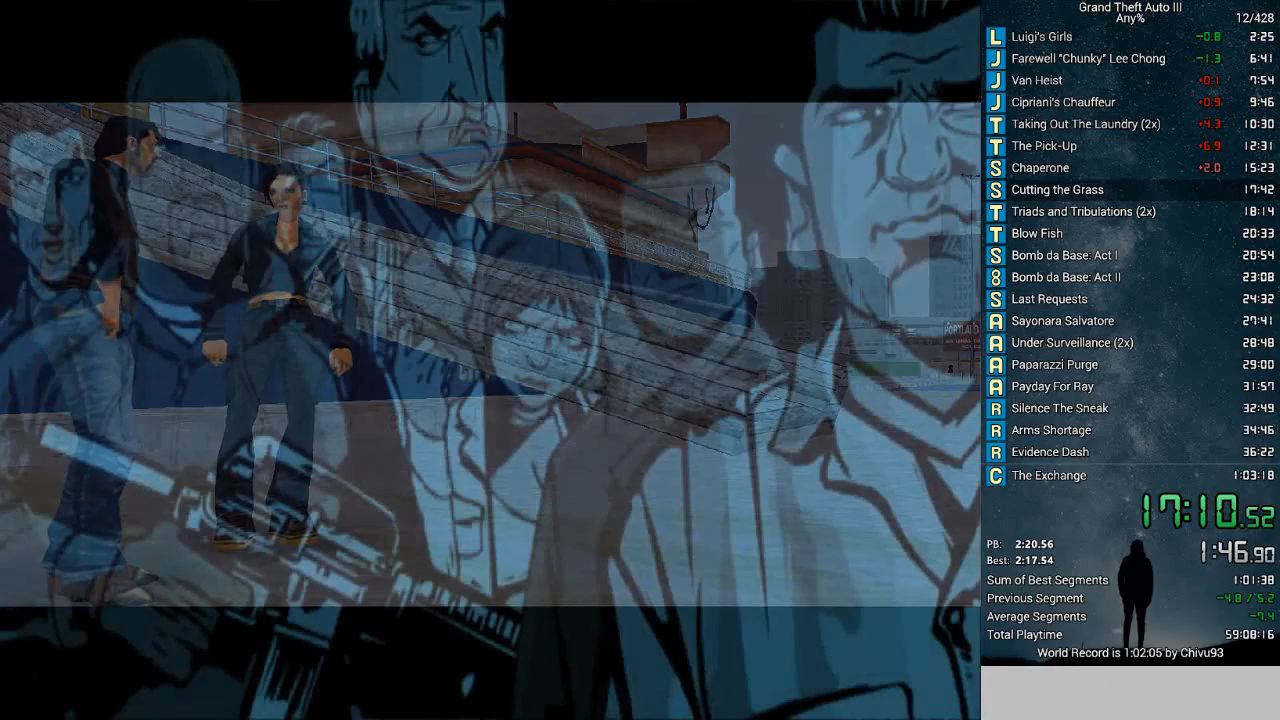 Grand Theft Auto III
Any% 12/428
L Luigi's Girls -0.8 2:25
J Farewell "Chunky" Lee Chong -1.3 6:41
J Van Heist +0.1 7:54
J Cipriani's Chauffeur +0.9 9:46
T Taking Out The Laundry (2x) +4.3 10:30
T The Pick-Up +6.9 12:31
S Chaperone +2.0 15:23
S Cutting the Grass 17:42
T Triads and Tribulations (2x) 18:14
T Blow Fish 20:33
S Bomb da Base: Act I 20:54
8 Bomb da Base: Act II 23:08
S Last Requests 24:32
A Sayonara Salvatore 27:41
A Under Surveillance (2x) 28:48
A Paparazzi Purge 29:00
A Payday For Ray 31:57
R Silence The Sneak 32:49
R Arms Shortage 34:46
R Evidence Dash 36:22
C The Exchange 1:03:18
17:10.52
PB: 2:20.56
Best: 2:17.54
1:46.90
Sum of Best Segments 1:01:38
Previous Segment -4.8 / 5.2
Average Segments -7.4
Total Playtime 59:08:16
World Record is 1:02:05 by Chivu93
PORTLAND